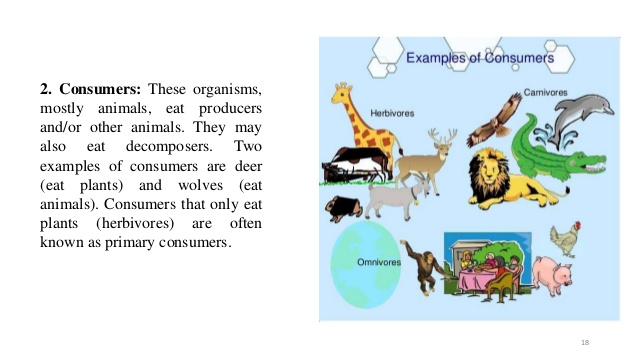 2. Consumers: These organisms,
mostly animals, eat producers
and/or other animals. They may
also eat decomposers. Two
examples of consumers are deer
(eat plants) and wolves (eat
animals). Consumers that only eat
plants (herbivores) are often
known as primary consumers.
Examples of Consumers
Carnivores
Herbivores
Omnivores
18